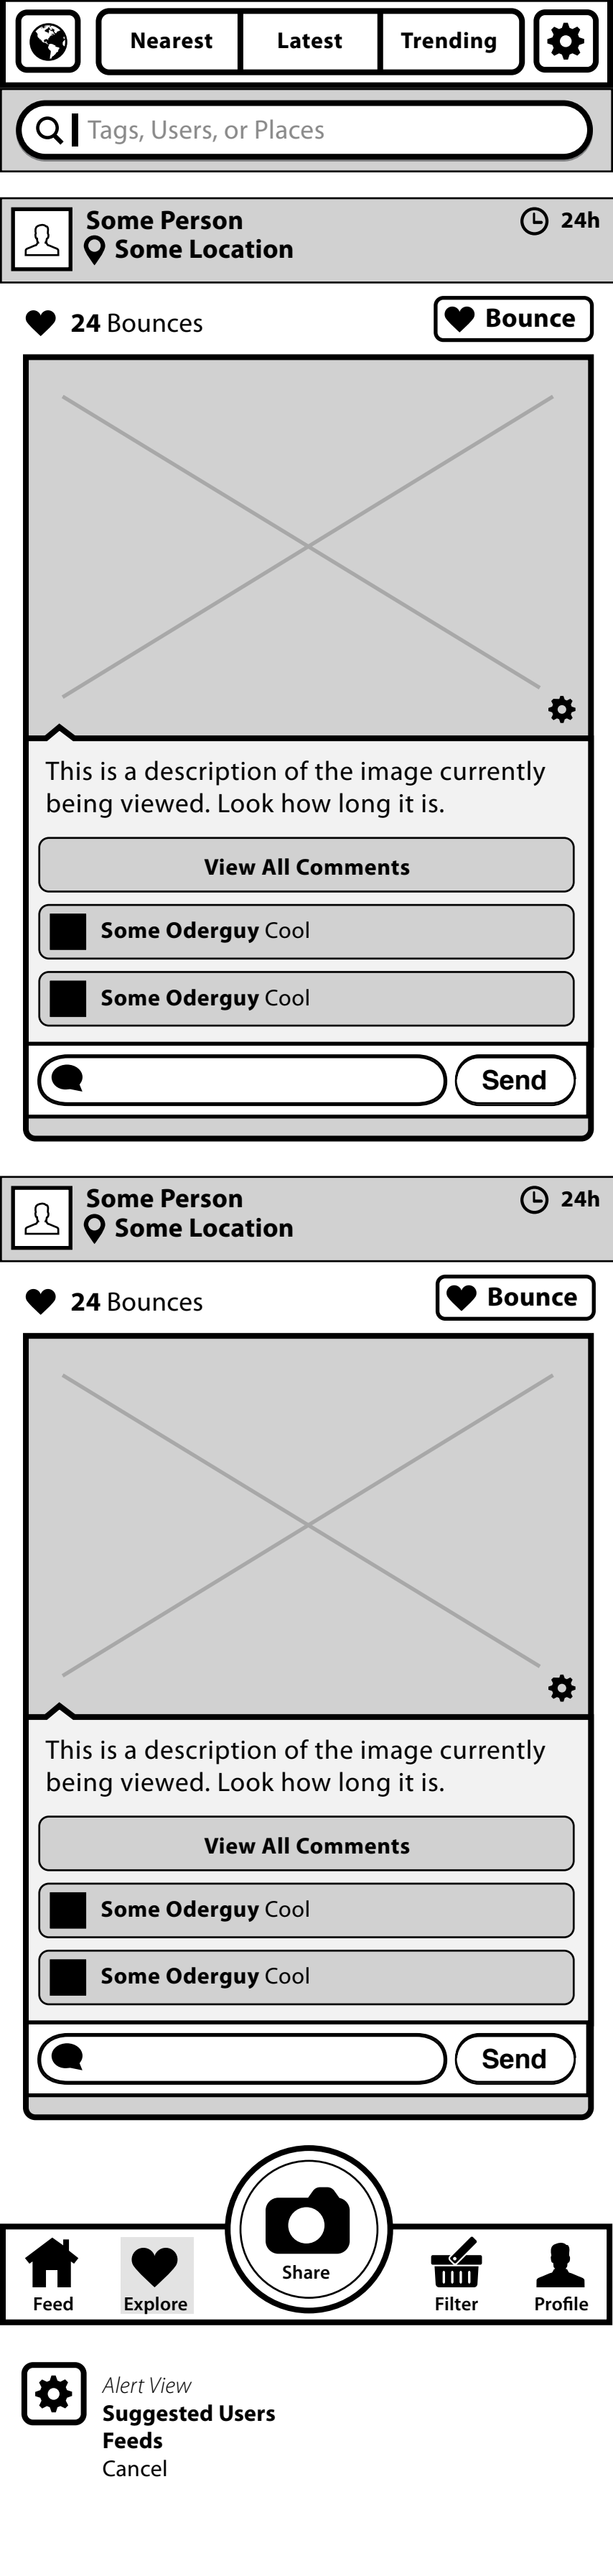 Nearest Latest Trending
Tags, Users, or Places
Some Person 24h
Some Location
24 Bounces Bounce
This is a description of the image currently
being viewed. Look how long it is.
View All Comments
Some Oderguy Cool
Some Oderguy Cool
Send
Some Person 24h
Some Location
24 Bounces Bounce
This is a description of the image currently
being viewed. Look how long it is.
View All Comments
Some Oderguy Cool
Some Oderguy Cool
Send
Share
Feed Explore Filter Profile
Alert View
Suggested Users
Feeds
Cancel